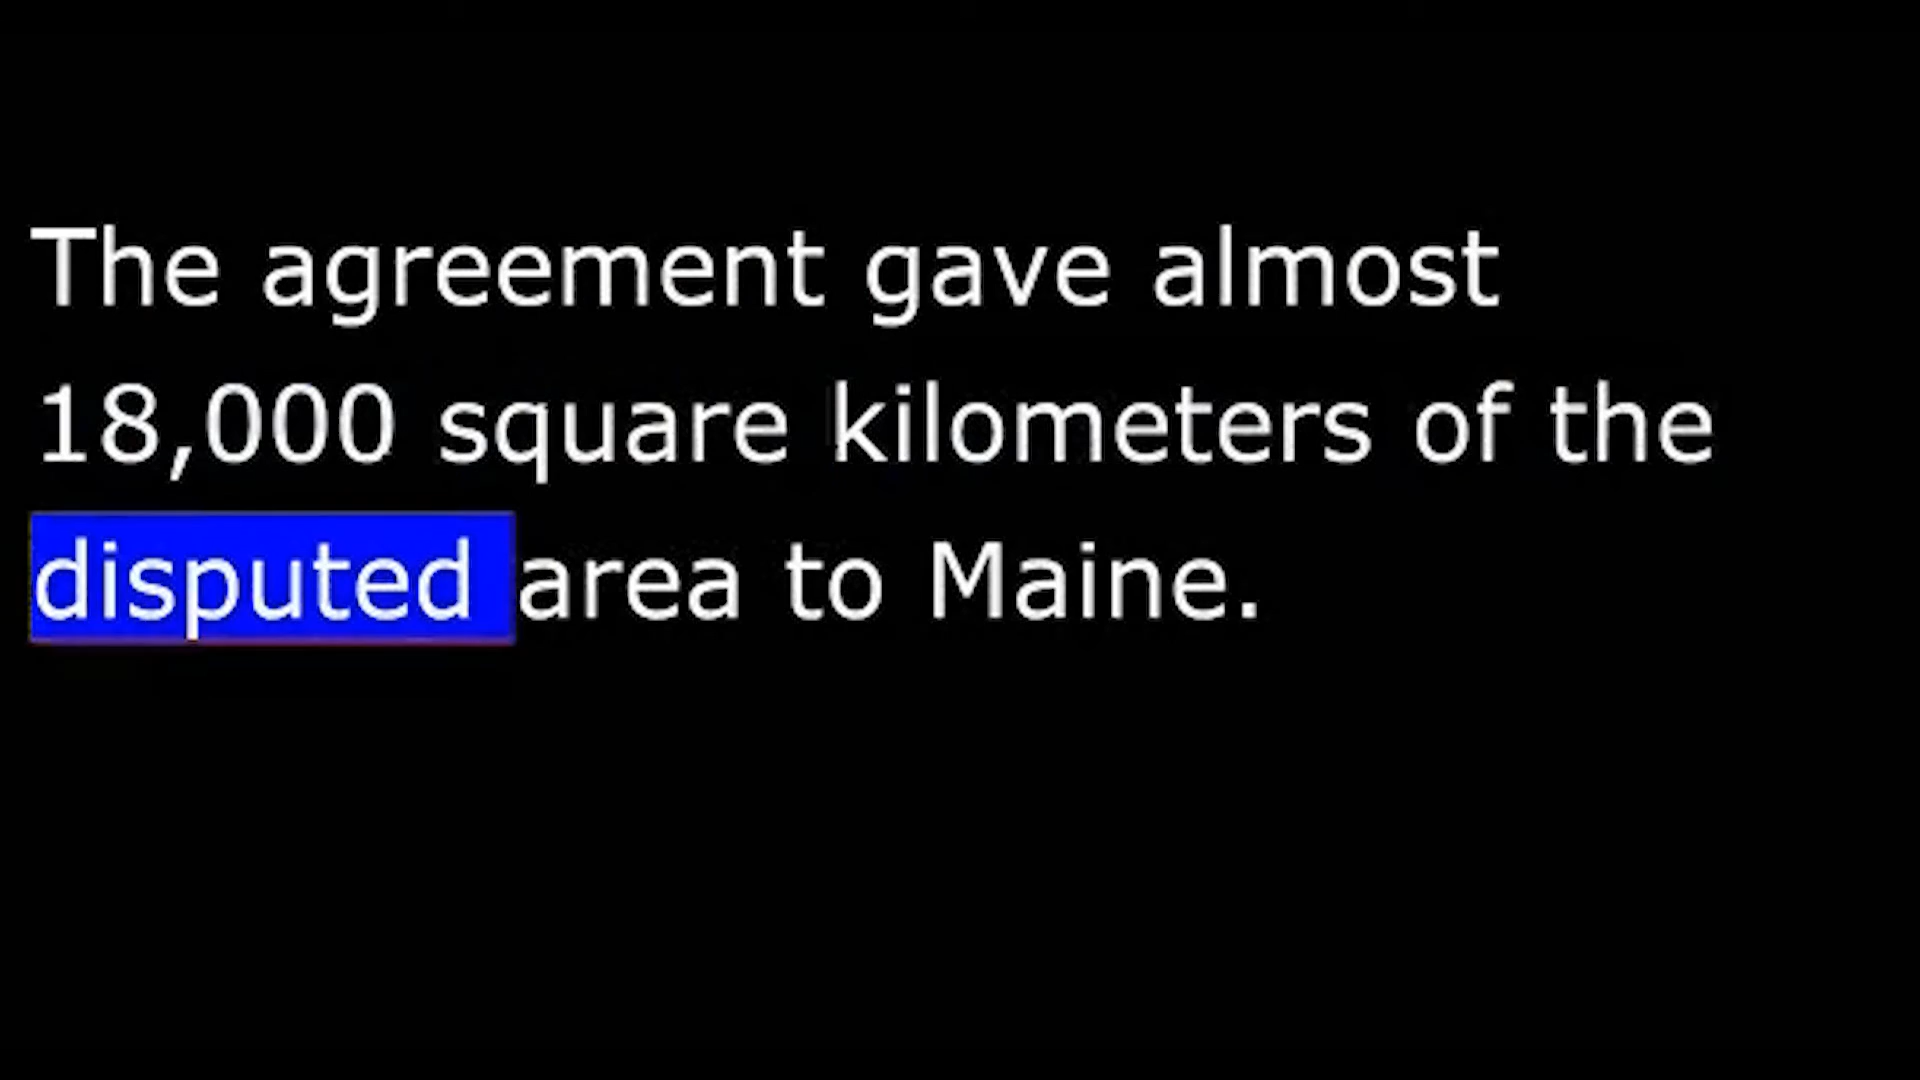 The agreement gave almost
18,000 square kilometers of the
disputed area to Maine.